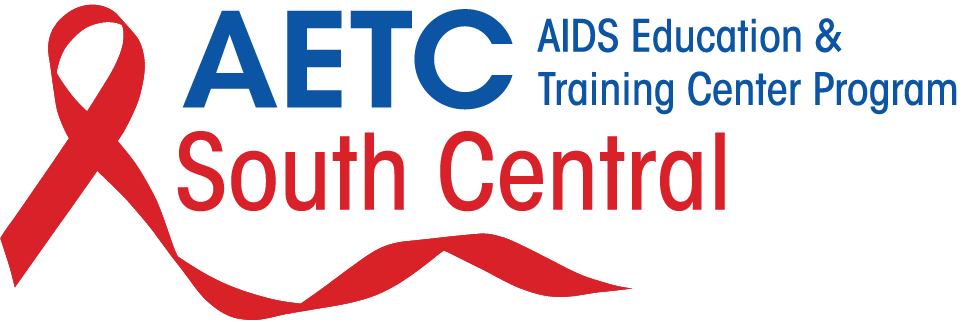 AETC
AIDS Education &
Training Center Program
South Central